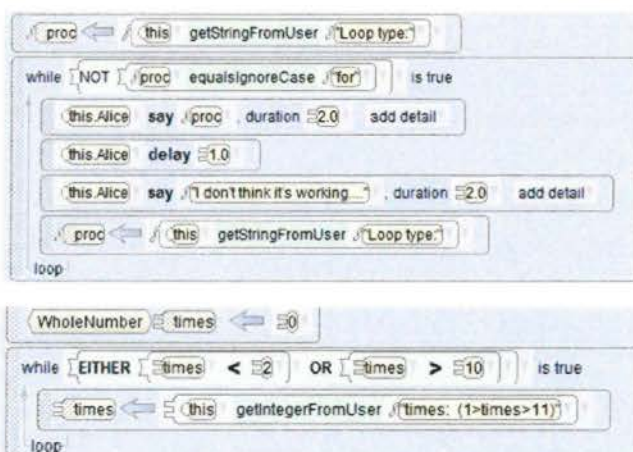 proc this getStringFromUser "Loop type:"
while NOT proc equalsIgnoreCase "for" is true
this.Alice say proc , duration 2.0 add detail
this.Alice delay 1.0
this.Alice say "I don't think it's working...." , duration 2.0 add detail
proc this getStringFromUser "Loop type:"
loop
WholeNumber times 0
while EITHER times < 2 OR times > 10 is true
times this getIntegerFromUser "times: (1>times>11)"
loop